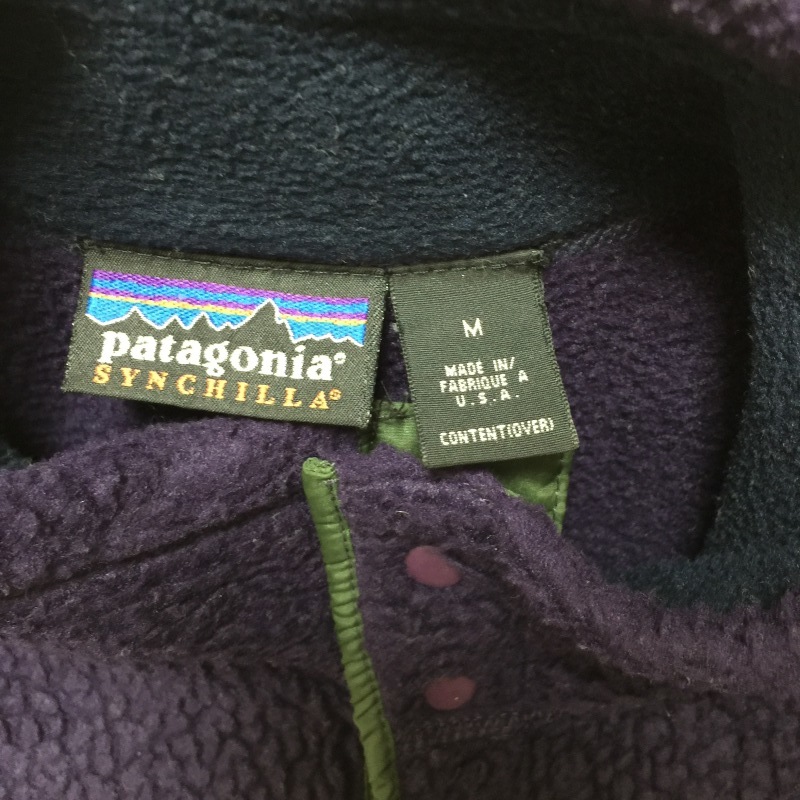 patagonia®
SYNCHILLA®
M
MADE IN/
FABRIQUE A
U.S.A.
CONTENT(OVER)